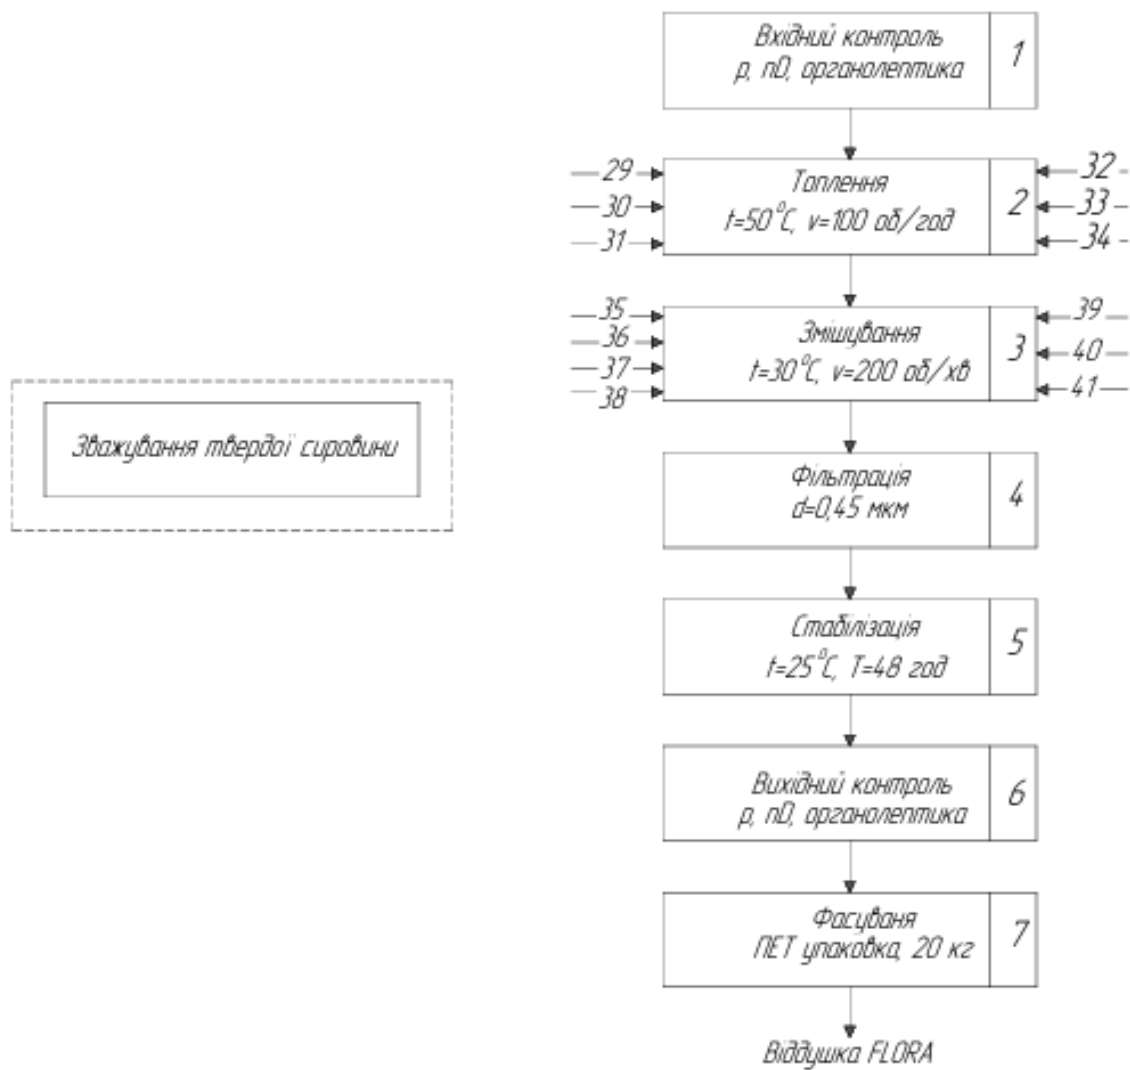 Вхідний контроль
р, nD, органолептика
1
29
30
31
Топлення
t=50°C, v=100 об/год
2
32
33
34
35
36
37
38
Змішування
t=30°C, v=200 об/хв
3
39
40
41
Зважування твердої сировини
Фільтрація
d=0,45 мкм
4
Стабілізація
t=25°C, T=48 год
5
Вихідний контроль
р, nD, органолептика
6
Фасуваня
ПЕТ упаковка, 20 кг
7
Віддушка FLORA